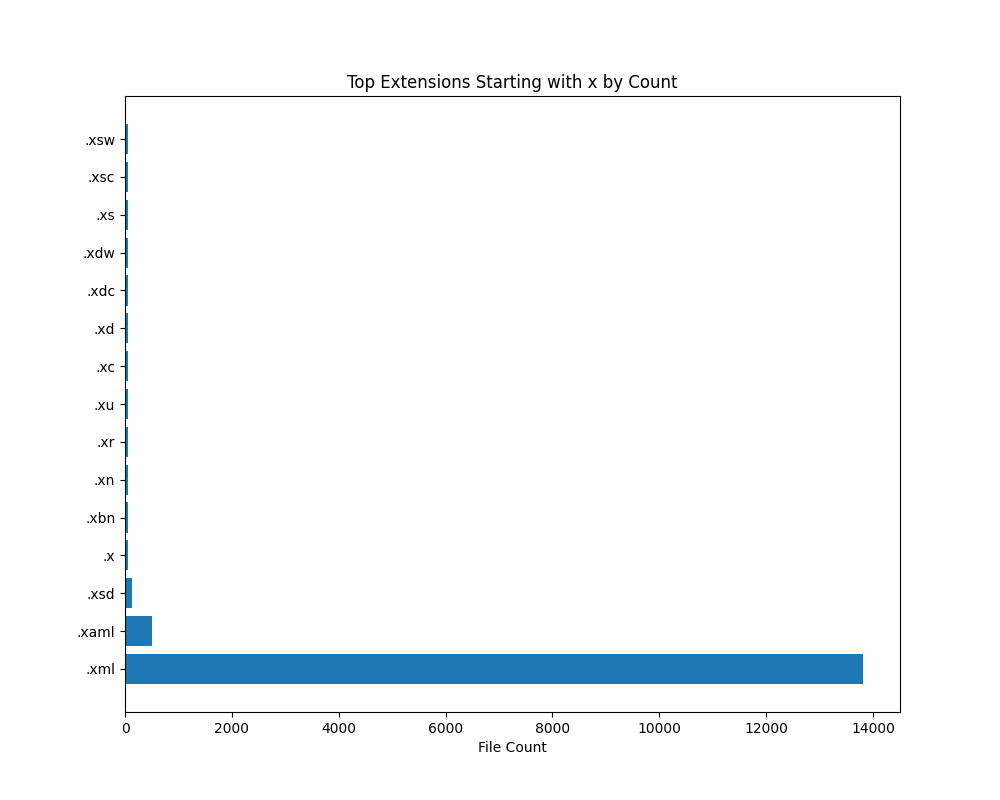 Top Extensions Starting with x by Count
.xsw
.xsc
.xs
.xdw
.xdc
.xd
.xc
.xu
.xr
.xn
.xbn
.x
.xsd
.xaml
.xml
0 2000 4000 6000 8000 10000 12000 14000
File Count